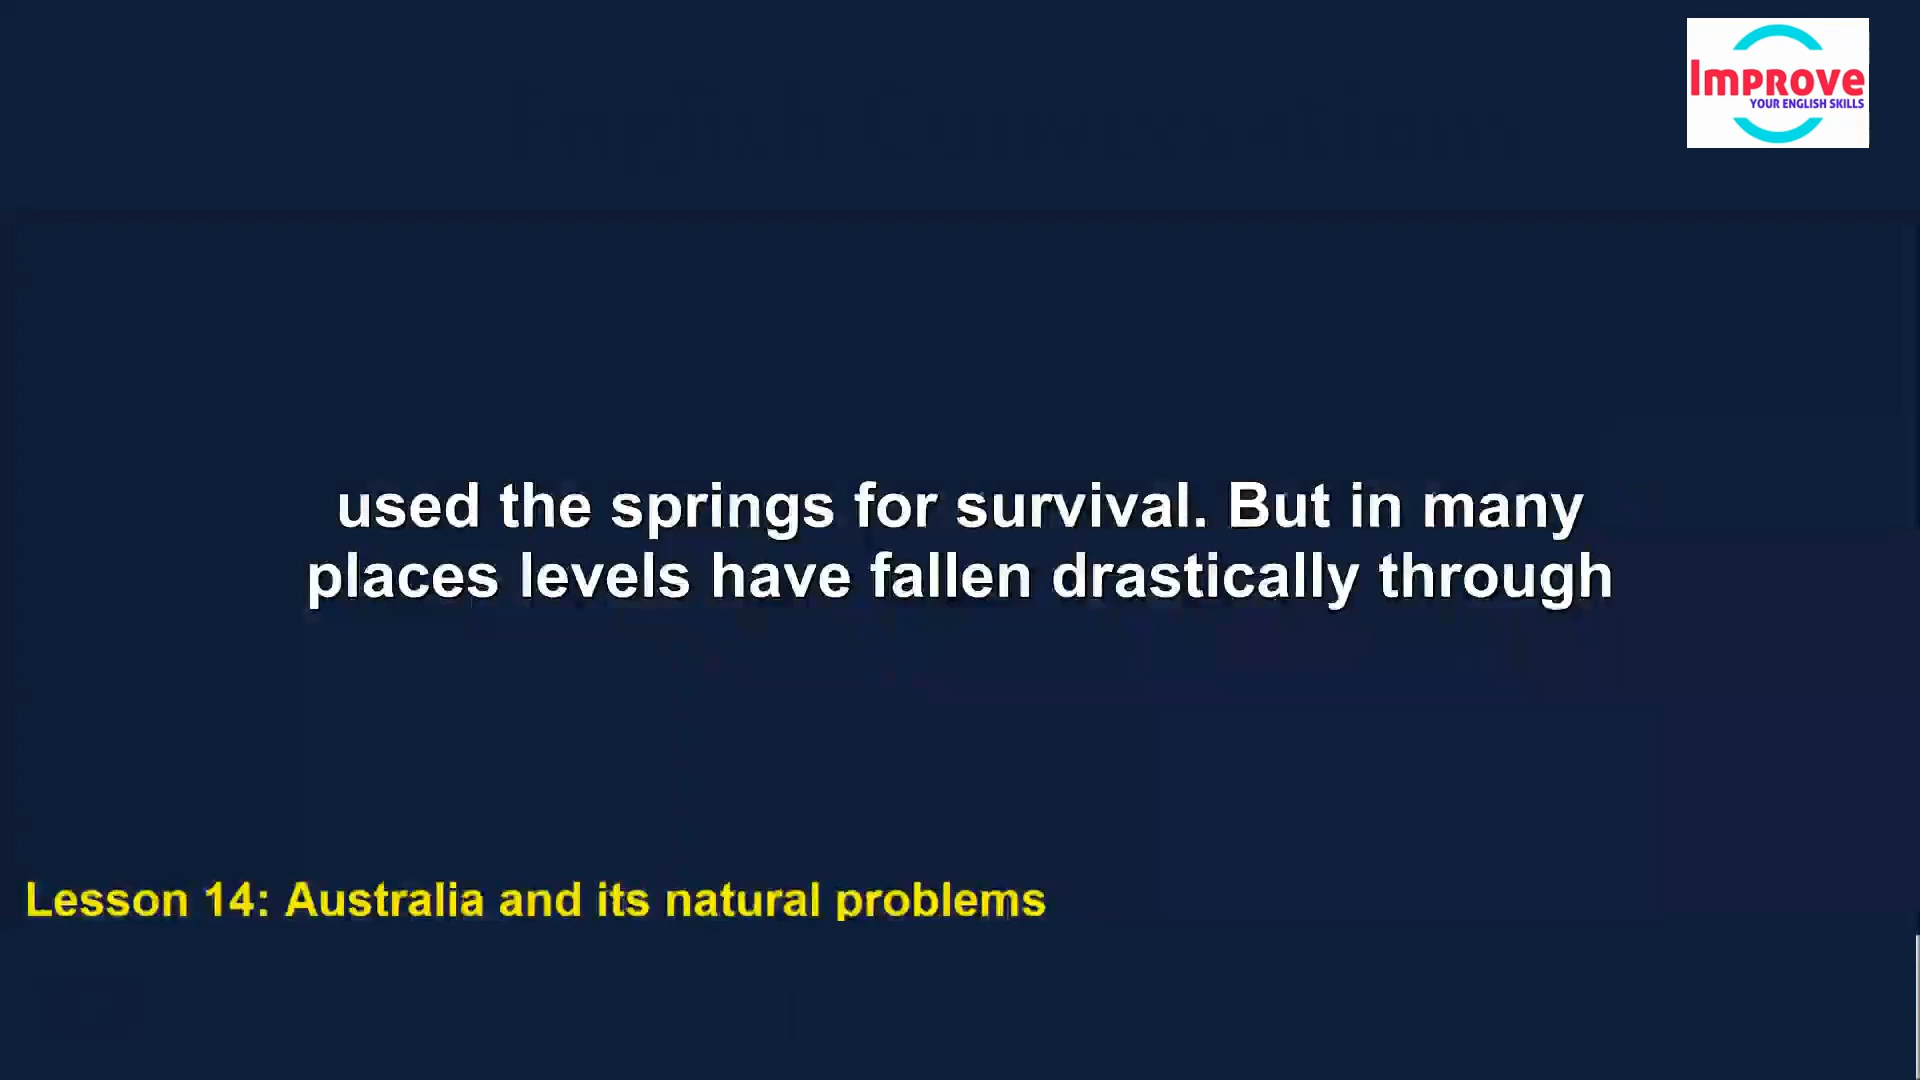 Improve
YOUR ENGLISH SKILLS
used the springs for survival. But in many
places levels have fallen drastically through
Lesson 14: Australia and its natural problems